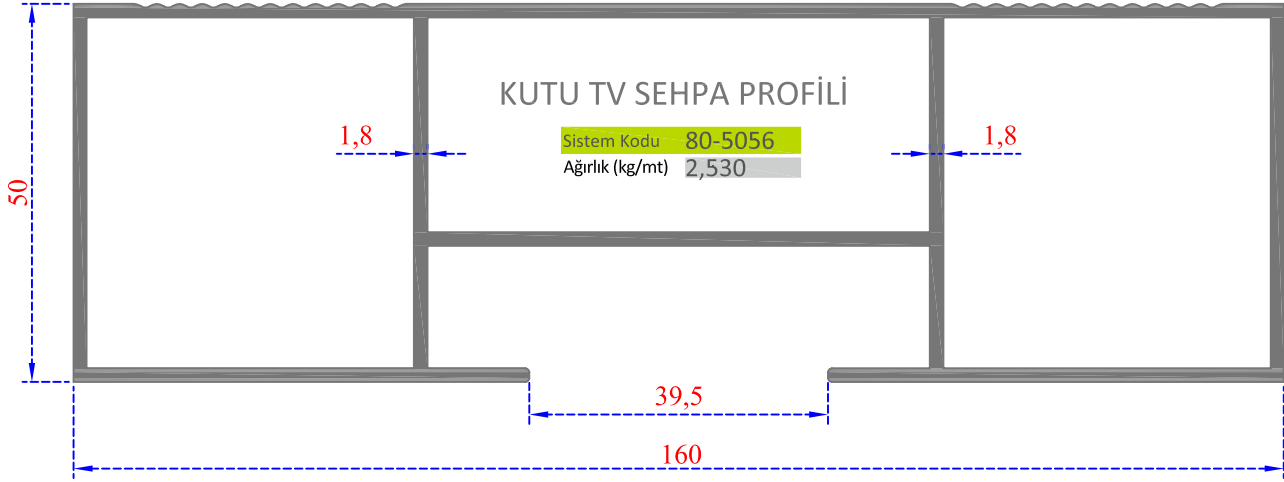 KUTU TV SEHPA PROFİLİ
Sistem Kodu 80-5056
Ağırlık (kg/mt) 2,530
1,8
1,8
50
39,5
160